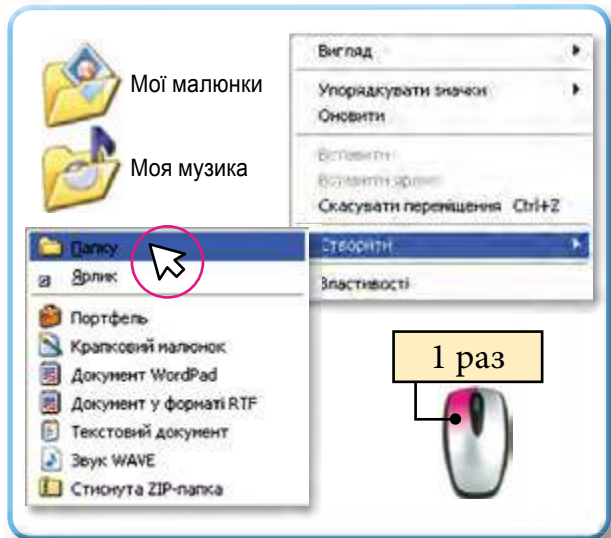 Мої малюнки
Моя музика
Вигляд
Упорядкувати значки
Оновити
Вставити
Вставити ярлик
Скасувати переміщення Ctrl+Z
Створити
Властивості
Папку
Ярлик
Портфель
Крапковий малюнок
Документ WordPad
Документ у форматі RTF
Текстовий документ
Звук WAVE
Стиснута ZIP-папка
1 раз